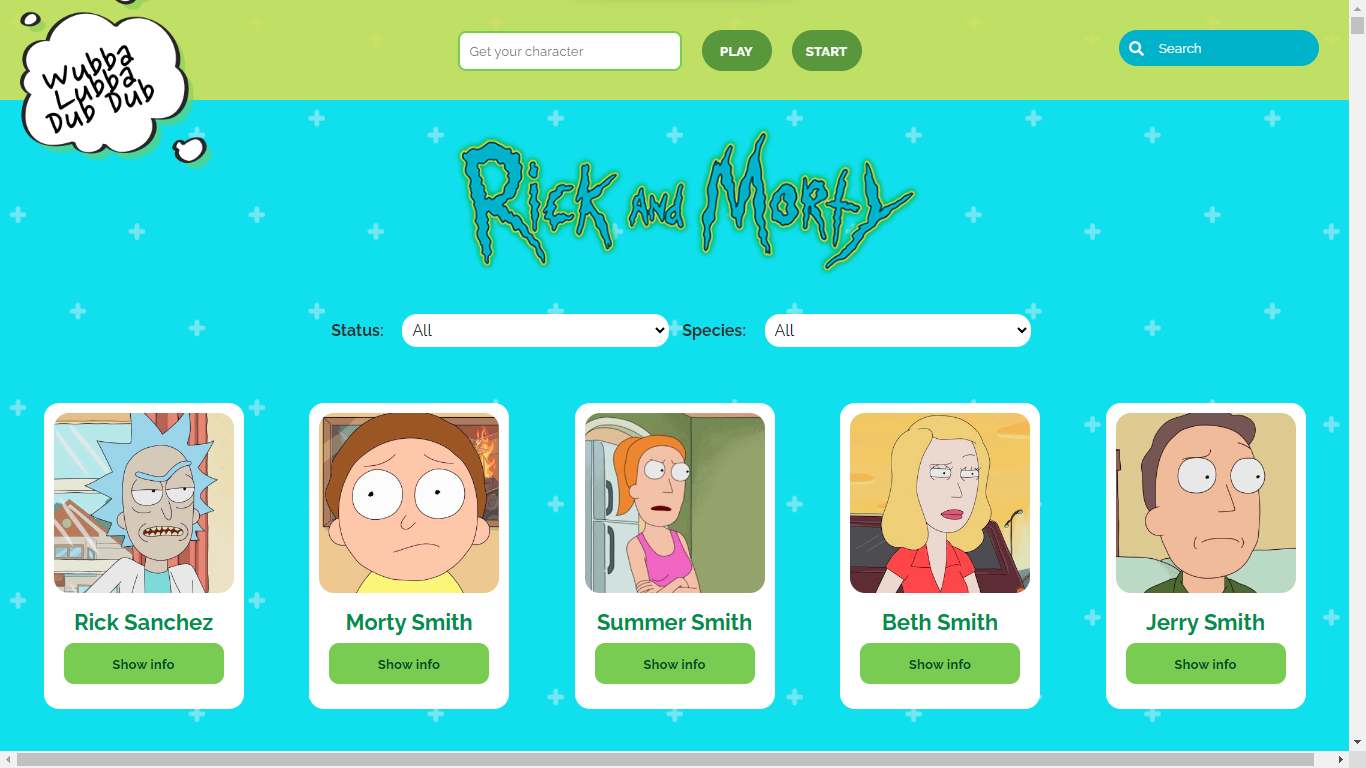 Wubba
Lubba
Dub Dub
Get your character
PLAY
START
Search
Rick and Morty
Status:
All
Species:
All
Rick Sanchez
Morty Smith
Summer Smith
Beth Smith
Jerry Smith
Show info
Show info
Show info
Show info
Show info